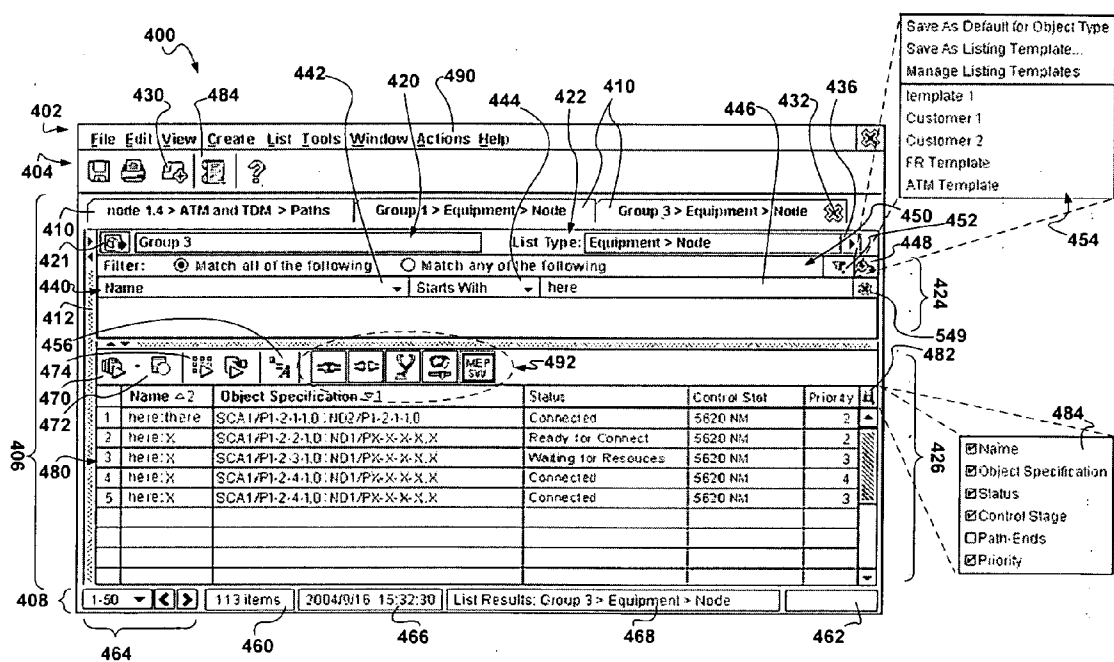 Save As Default for Object Type
Save As Listing Template...
Manage Listing Templates
template 1
Customer 1
Customer 2
FR Template
ATM Template
400
402
404
406
408
410
412
420
421
422
424
426
430
432
436
440
442
444
446
448
450
452
454
456
460
462
464
466
468
470
472
474
480
482
484
484
490
492
549
410
File Edit View Create List Tools Window Actions Help
node 1.4 > ATM and TDM > Paths
Group 1 > Equipment > Node
Group 3 > Equipment > Node
Group 3
List Type: Equipment > Node
Filter: Match all of the following Match any of the following
Name Starts With here
MEP
Name 2 Object Specification 1 Status Control Stat Priority
1 here:there SCA1/P1-2-1-1,0:ND2/P1-2-1-1,0 Connected 5620 NM 2
2 here:X SCA1/P1-2-2-1,0:ND1/PX-X-X-X,X Ready for Connect 5620 NM 2
3 here:X SCA1/P1-2-3-1,0:ND1/PX-X-X-X,X Waiting for Resouces 5620 NM 3
4 here:X SCA1/P1-2-4-1,0:ND1/PX-X-X-X,X Connected 5620 NM 4
5 here:X SCA1/P1-2-4-1,0:ND1/PX-X-X-X,X Connected 5620 NM 3
Name
Object Specification
Status
Control Stage
Path-Ends
Priority
1-50
113 items
2004/9/16 15:32:30
List Results: Group 3 > Equipment > Node